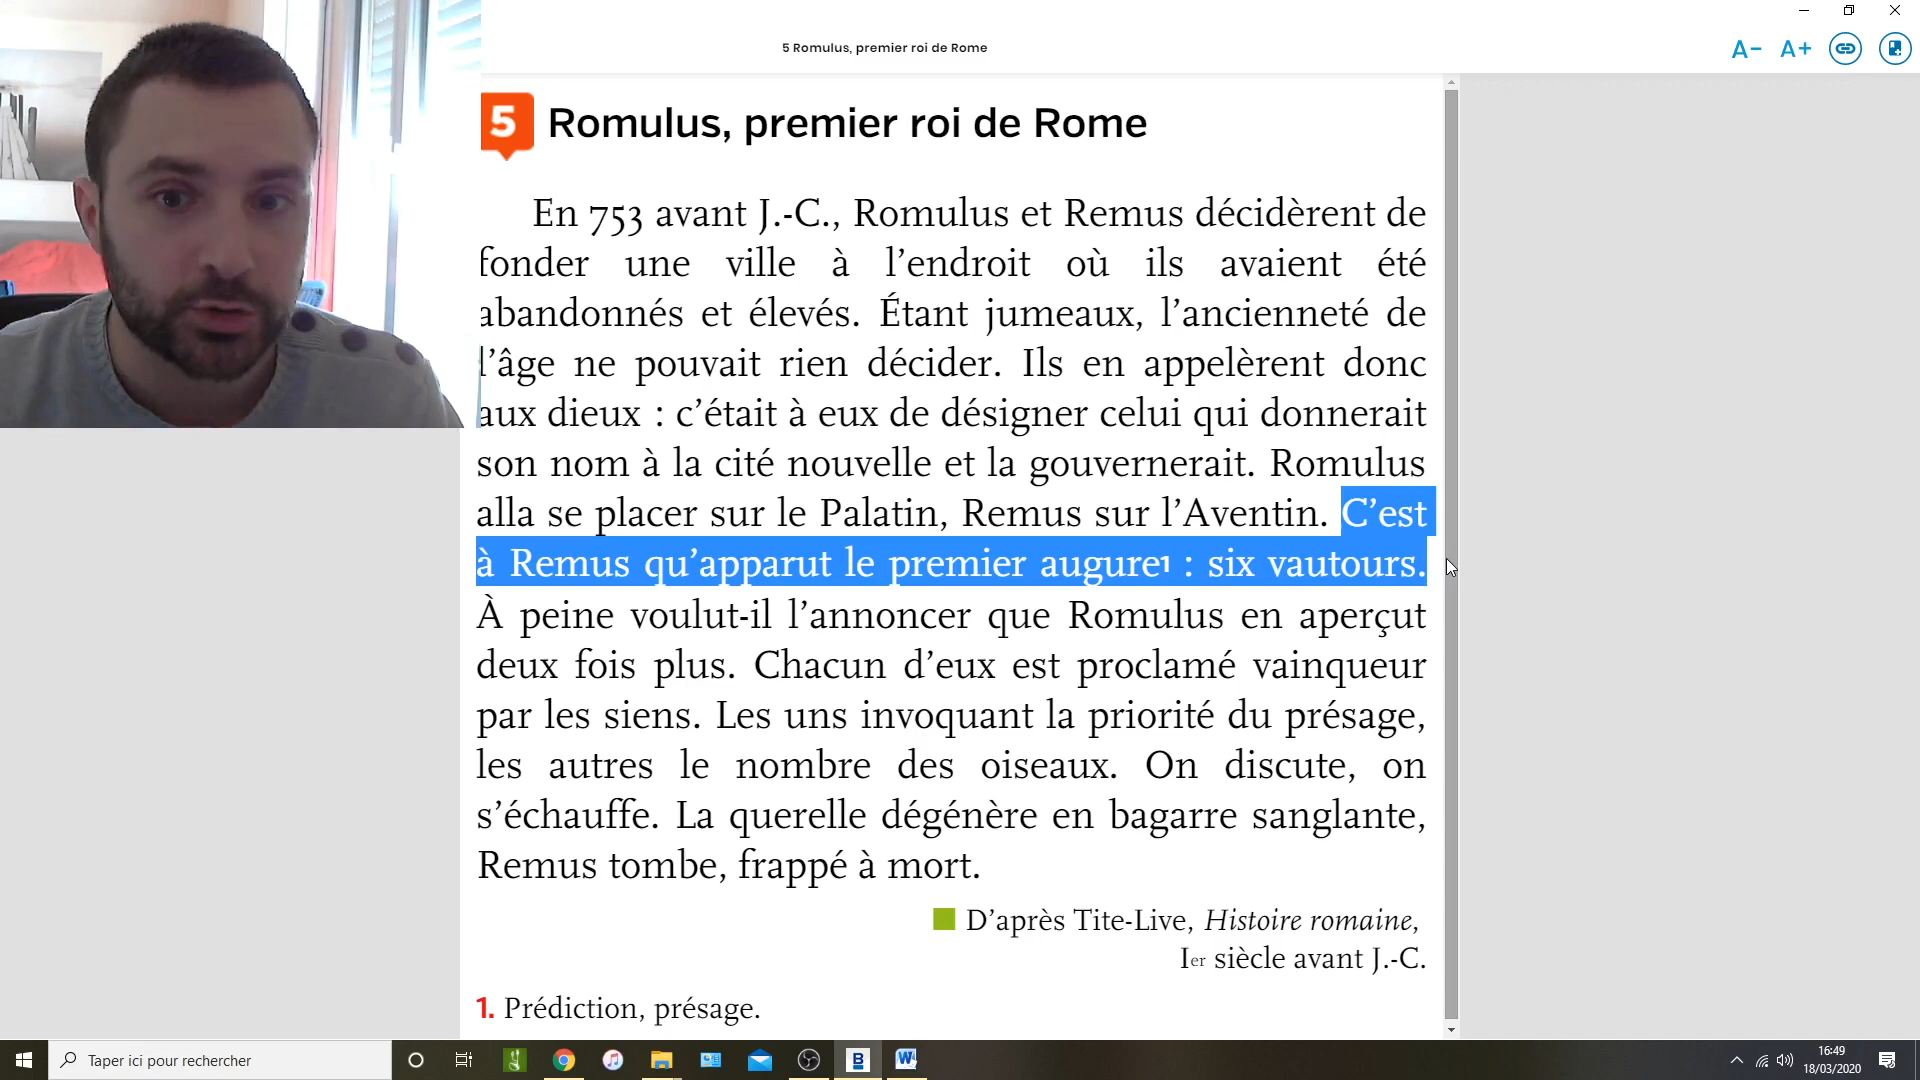 5 Romulus, premier roi de Rome
A- A+
5 Romulus, premier roi de Rome
En 753 avant J.-C., Romulus et Remus décidèrent de
fonder une ville à l’endroit où ils avaient été
abandonnés et élevés. Étant jumeaux, l’ancienneté de
l’âge ne pouvait rien décider. Ils en appelèrent donc
aux dieux : c’était à eux de désigner celui qui donnerait
son nom à la cité nouvelle et la gouvernerait. Romulus
alla se placer sur le Palatin, Remus sur l’Aventin. C’est
à Remus qu’apparut le premier augure1 : six vautours.
À peine voulut-il l’annoncer que Romulus en aperçut
deux fois plus. Chacun d’eux est proclamé vainqueur
par les siens. Les uns invoquant la priorité du présage,
les autres le nombre des oiseaux. On discute, on
s’échauffe. La querelle dégénère en bagarre sanglante,
Remus tombe, frappé à mort.
D’après Tite-Live, Histoire romaine,
Ier siècle avant J.-C.
1. Prédiction, présage.
Taper ici pour rechercher
16:49
18/03/2020